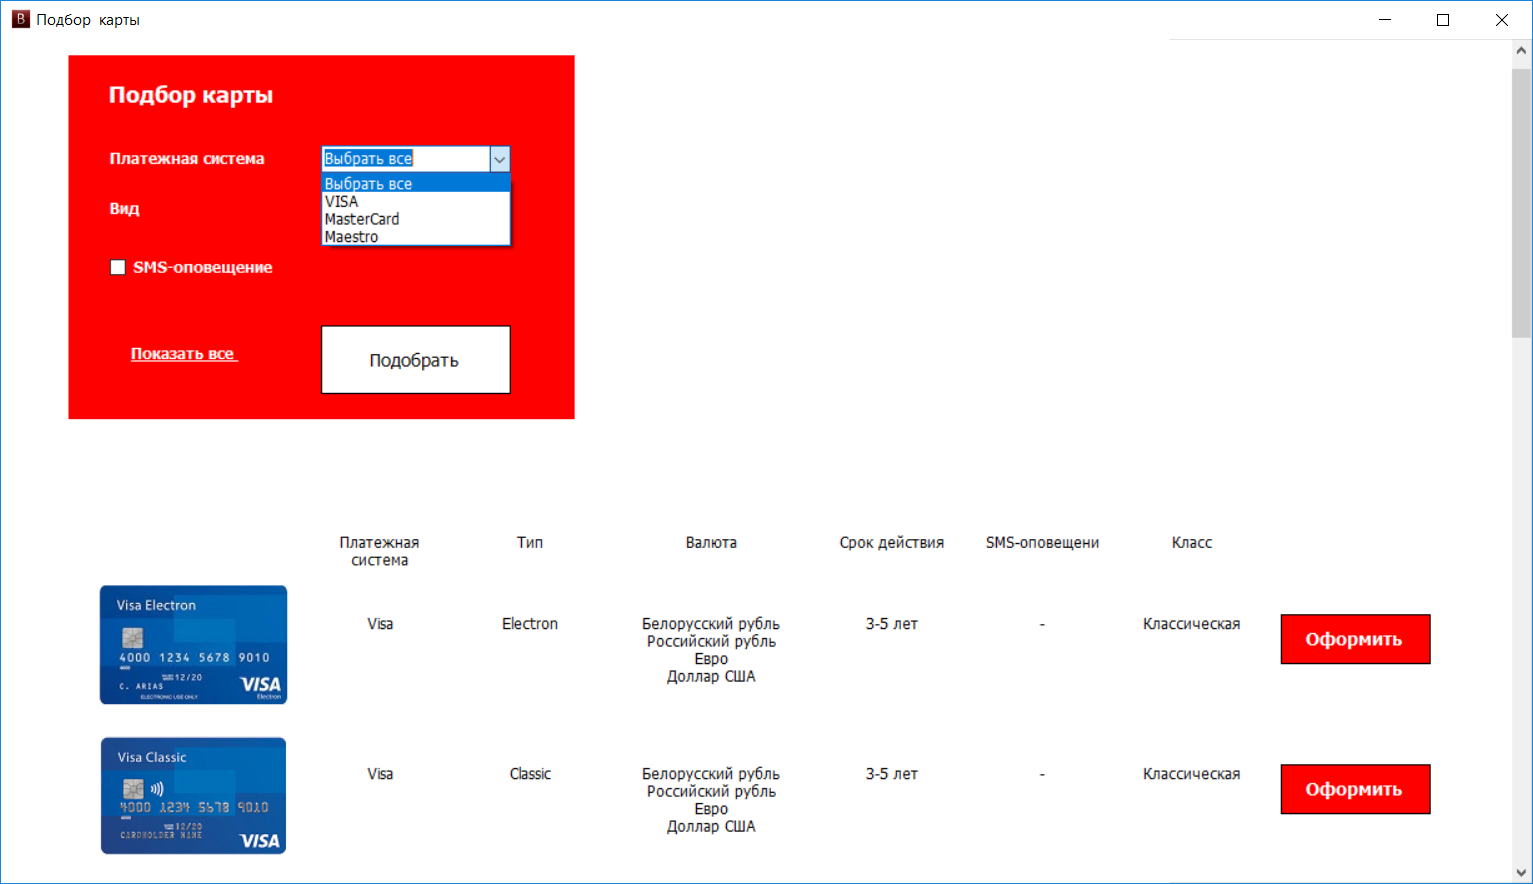 B Подбор карты
Подбор карты
Платежная система
Выбрать все
Выбрать все
VISA
MasterCard
Maestro
Вид
SMS-оповещение
Показать все
Подобрать
Платежная
система
Тип
Валюта
Срок действия
SMS-оповещени
Класс
Visa Electron
4000 1234 5678 9010
4000
12/20
C. ARIAS
ELECTRONIC USE ONLY
VISA
Electron
Visa
Electron
Белорусский рубль
Российский рубль
Евро
Доллар США
3-5 лет
-
Классическая
Оформить
Visa Classic
4000 1234 5678 9010
12/20
CARDHOLDER NAME
VISA
Visa
Classic
Белорусский рубль
Российский рубль
Евро
Доллар США
3-5 лет
-
Классическая
Оформить